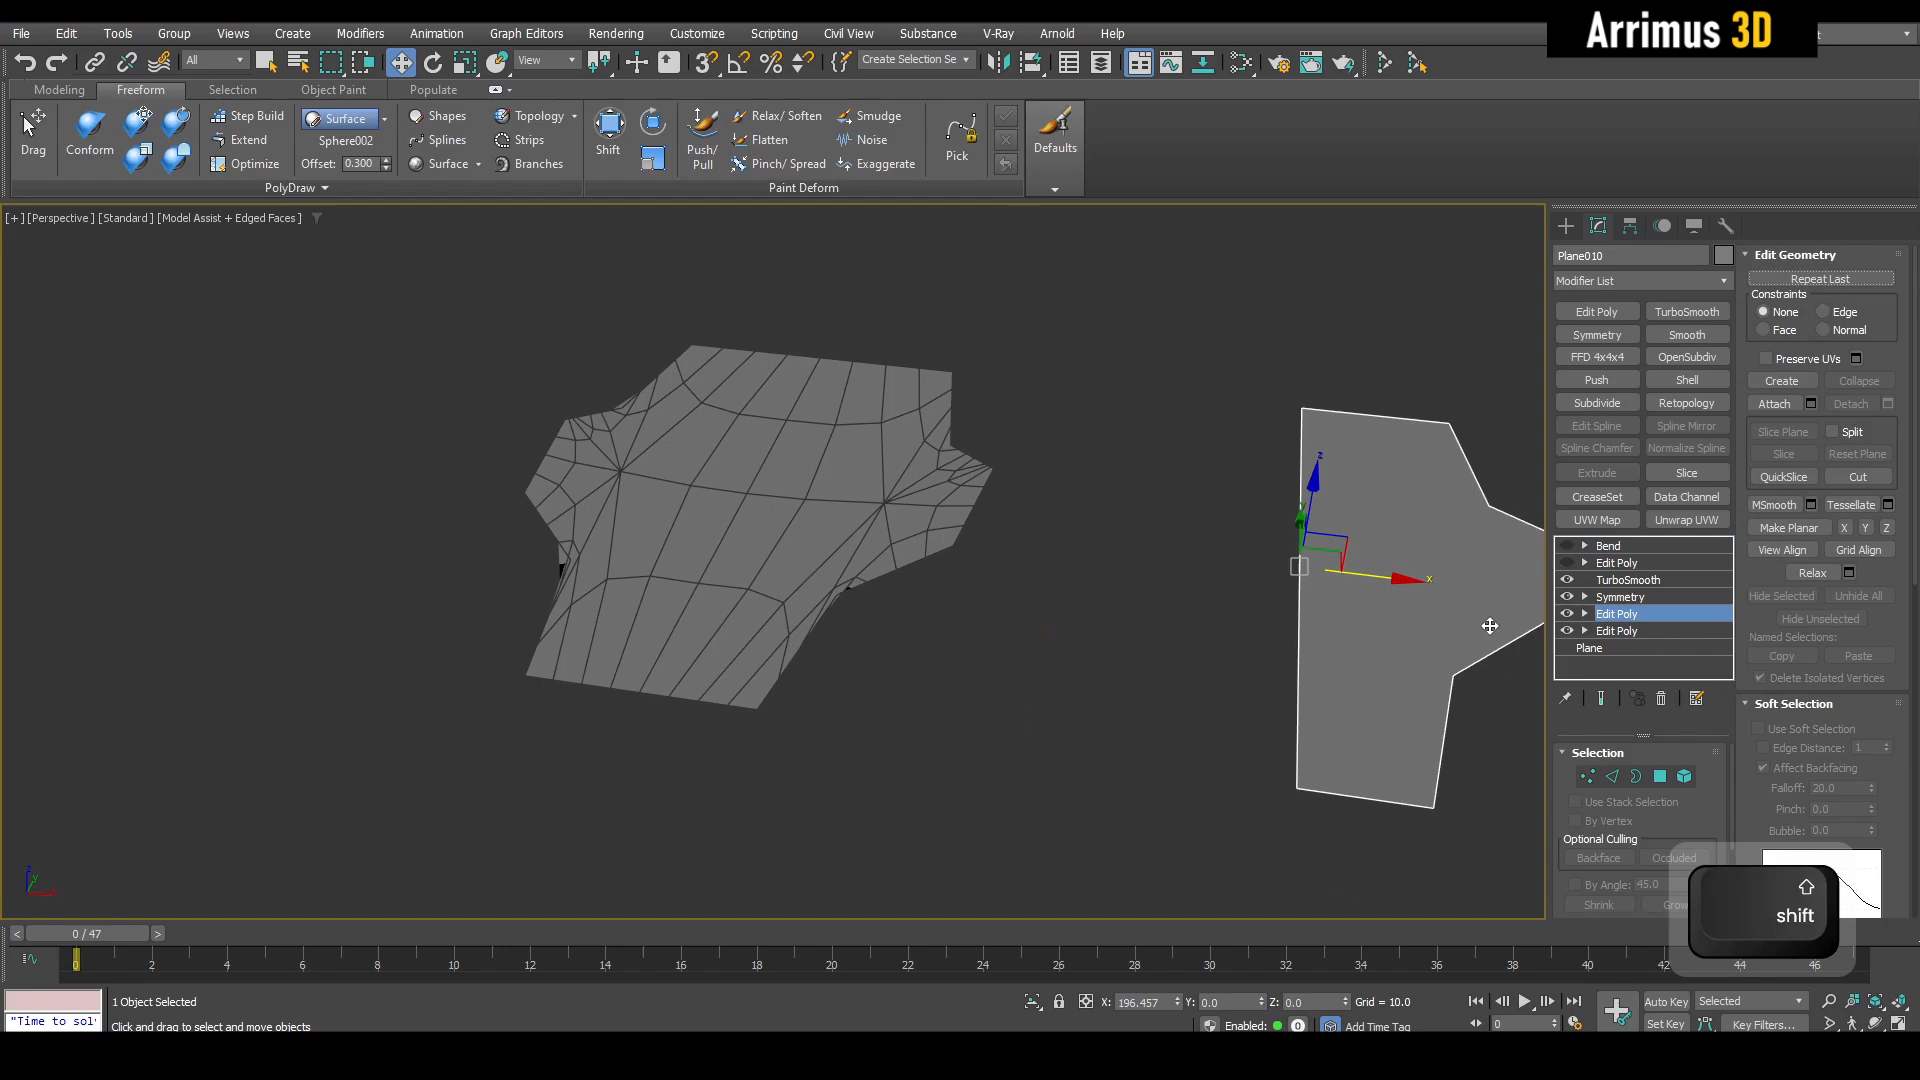 File Edit Tools Group Views Create Modifiers Animation Graph Editors Rendering Customize Scripting Civil View Substance V-Ray Arnold Help
Arrimus 3D
All View Create Selection Se
Modeling Freeform Selection Object Paint Populate
Drag Conform Step Build Extend Optimize
Surface
Sphere002
Offset: 0.300
Shapes Splines Surface
Topology Strips Branches
PolyDraw
Shift Push/ Pull
Relax/ Soften Flatten Pinch/ Spread
Smudge Noise Exaggerate
Paint Deform
Pick
Defaults
[+] [Perspective] [Standard] [Model Assist + Edged Faces]
z
x
z
y
Plane010
Modifier List
Edit Poly TurboSmooth
Symmetry Smooth
FFD 4x4x4 OpenSubdiv
Push Shell
Subdivide Retopology
Edit Spline Spline Mirror
Spline Chamfer Normalize Spline
Extrude Slice
CreaseSet Data Channel
UVW Map Unwrap UVW
Bend
Edit Poly
TurboSmooth
Symmetry
Edit Poly
Edit Poly
Plane
Selection
Use Stack Selection
By Vertex
Optional Culling
Backface Occluded
By Angle: 45.0
Shrink Grow
Edit Geometry
Repeat Last
Constraints
None Edge
Face Normal
Preserve UVs
Create Collapse
Attach Detach
Slice Plane Split
Slice Reset Plane
QuickSlice Cut
MSmooth Tessellate
Make Planar X Y Z
View Align Grid Align
Relax
Hide Selected Unhide All
Hide Unselected
Named Selections:
Copy Paste
Delete Isolated Vertices
Soft Selection
Use Soft Selection
Edge Distance: 1
Affect Backfacing
Falloff: 20.0
Pinch: 0.0
Bubble: 0.0
shift
< 0 / 47 >
0 2 4 6 8 10 12 14 16 18 20 22 24 26 28 30 32 34 36 38 40 42 44 46
1 Object Selected
X: 196.457 Y: 0.0 Z: 0.0 Grid = 10.0
Auto Key Selected
"Time to sol
Click and drag to select and move objects
Enabled: 0 Add Time Tag
0
Set Key Key Filters...